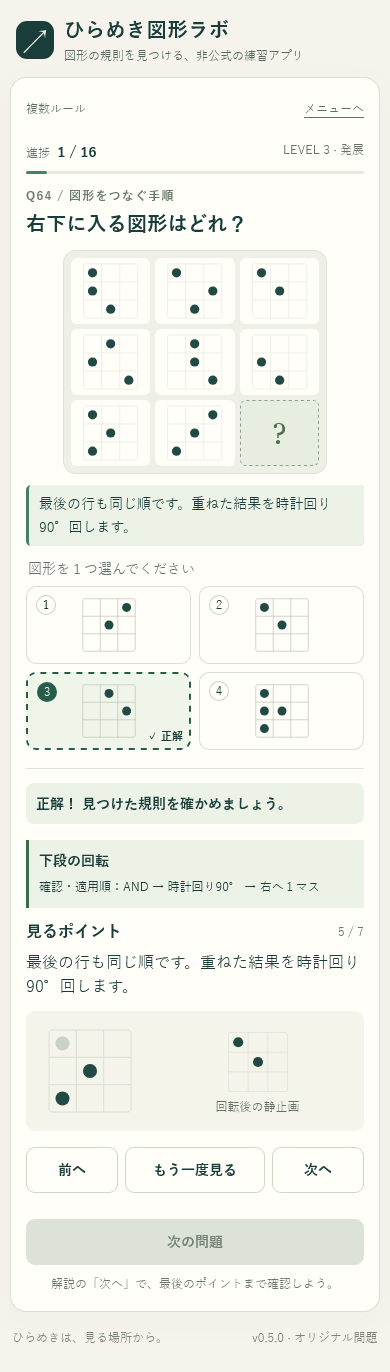 ひらめき図形ラボ
図形の規則を見つける、非公式の練習アプリ
複数ルール
メニューへ
進捗 1 / 16
LEVEL 3 · 発展
Q64 / 図形をつなぐ手順
右下に入る図形はどれ？
?
最後の行も同じ順です。重ねた結果を時計回り
90°回します。
図形を1つ選んでください
1
2
3
✓ 正解
4
正解！ 見つけた規則を確かめましょう。
下段の回転
確認・適用順：AND → 時計回り90° → 右へ1マス
見るポイント
5 / 7
最後の行も同じ順です。重ねた結果を時計回り
90°回します。
回転後の静止画
前へ
もう一度見る
次へ
次の問題
解説の「次へ」で、最後のポイントまで確認しよう。
ひらめきは、見る場所から。
v0.5.0 · オリジナル問題